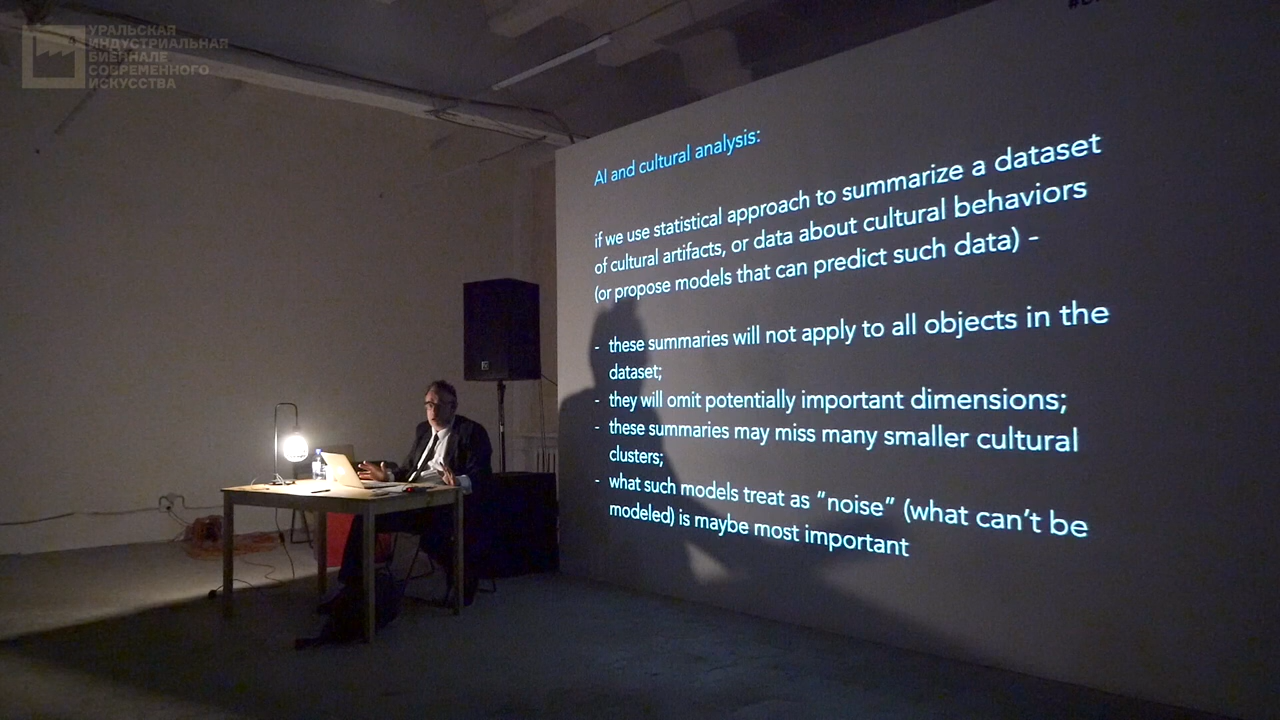 УРАЛЬСКАЯ
ИНДУСТРИАЛЬНАЯ
БИЕННАЛЕ
СОВРЕМЕННОГО
ИСКУССТВА
AI and cultural analysis:
if we use statistical approach to summarize a dataset
of cultural artifacts, or data about cultural behaviors
(or propose models that can predict such data) -
- these summaries will not apply to all objects in the
dataset;
- they will omit potentially important dimensions;
- these summaries may miss many smaller cultural
clusters;
- what such models treat as “noise” (what can’t be
modeled) is maybe most important